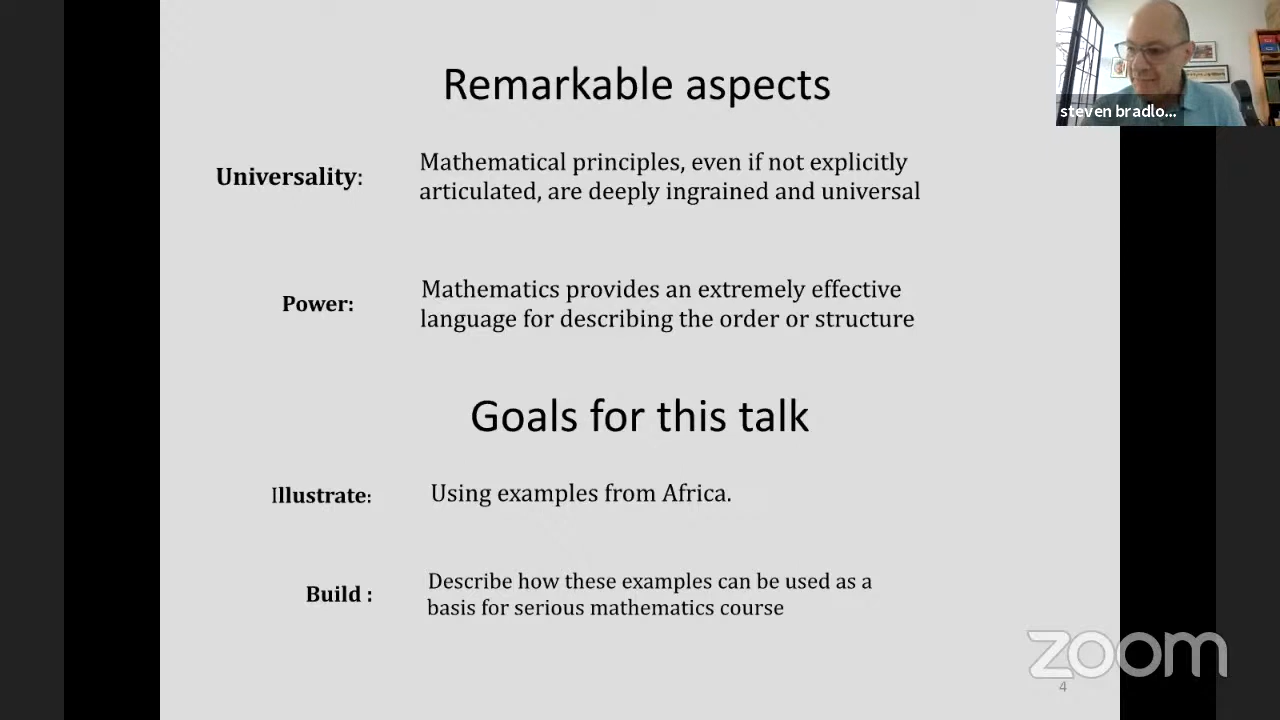 Remarkable aspects
steven bradlo...
Universality:
Mathematical principles, even if not explicitly
articulated, are deeply ingrained and universal
Power:
Mathematics provides an extremely effective
language for describing the order or structure
Goals for this talk
Illustrate:
Using examples from Africa.
Build :
Describe how these examples can be used as a
basis for serious mathematics course
zoom
4